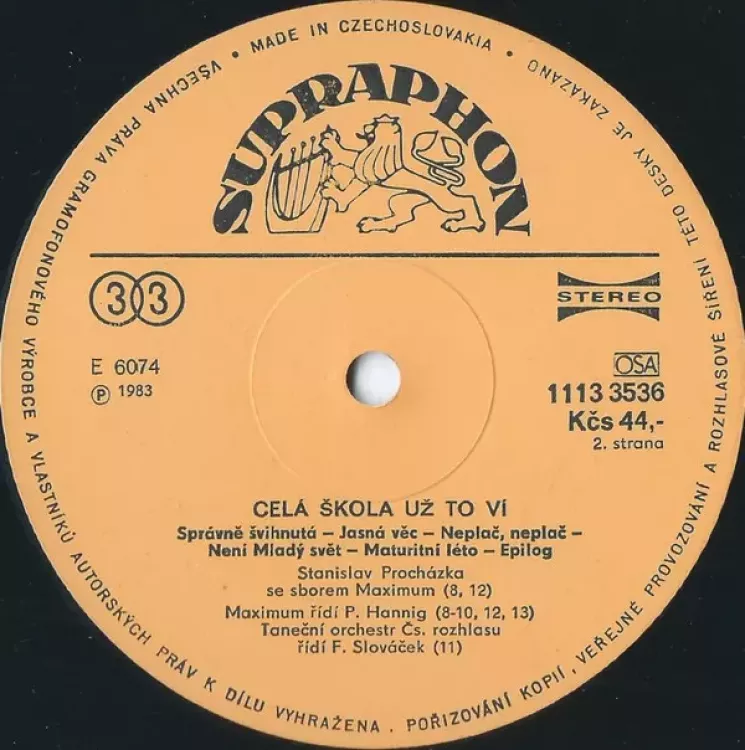 VŠECHNA PRÁVA GRAMOFONOVÉHO VÝROBCE A VLASTNÍKŮ AUTORSKÝCH PRÁV K DÍLU VYHRAŽENA. POŘIZOVÁNÍ KOPIÍ, VEŘEJNÉ PROVOZOVÁNÍ A ROZHLASOVÉ SÍŘENÍ TÉTO DESKY JE ZAKÁZÁNO
• MADE IN CZECHOSLOVAKIA •
SUPRAPHON
33
STEREO
E 6074
Ⓟ 1983
OSA
1113 3536
Kčs 44,-
2. strana
CELÁ ŠKOLA UŽ TO VÍ
Správně švihnutá – Jasná věc – Neplač, neplač –
Není Mladý svět – Maturitní léto – Epilog
Stanislav Procházka
se sborem Maximum (8, 12)
Maximum řídí P. Hannig (8-10, 12, 13)
Taneční orchestr Čs. rozhlasu
řídí F. Slováček (11)